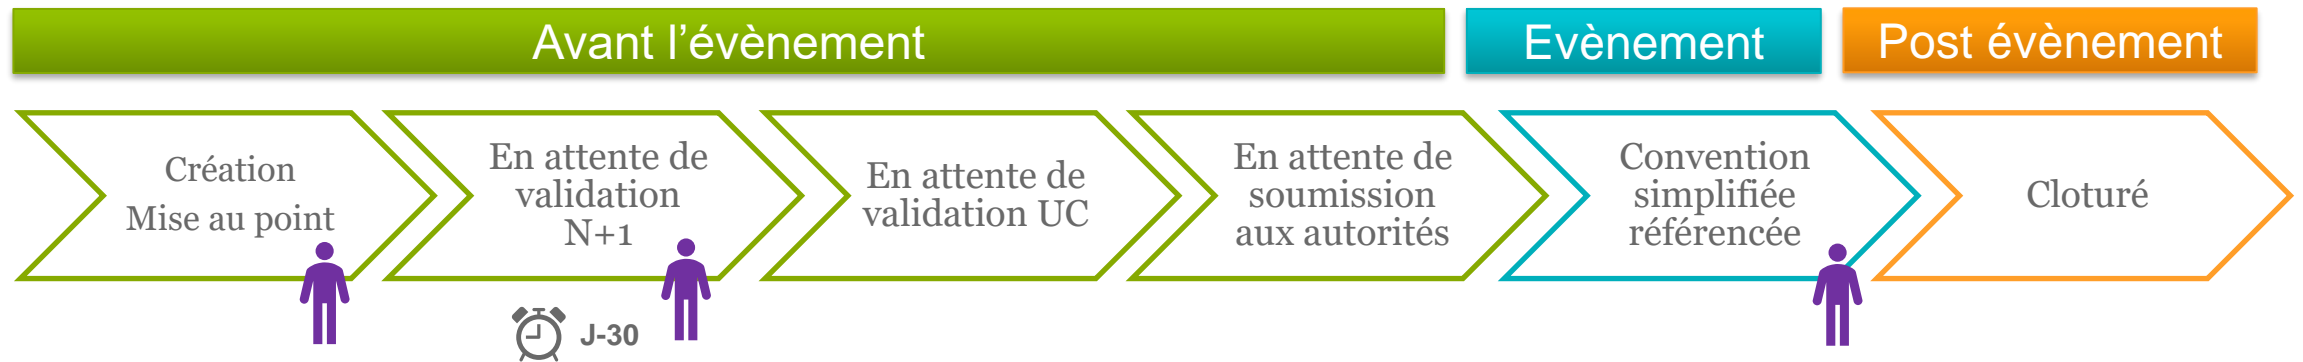 Avant l’évènement
Evènement
Post évènement
Création
Mise au point
En attente de
validation
N+1
En attente de
validation UC
En attente de
soumission
aux autorités
Convention
simplifiée
référencée
Cloturé
J-30